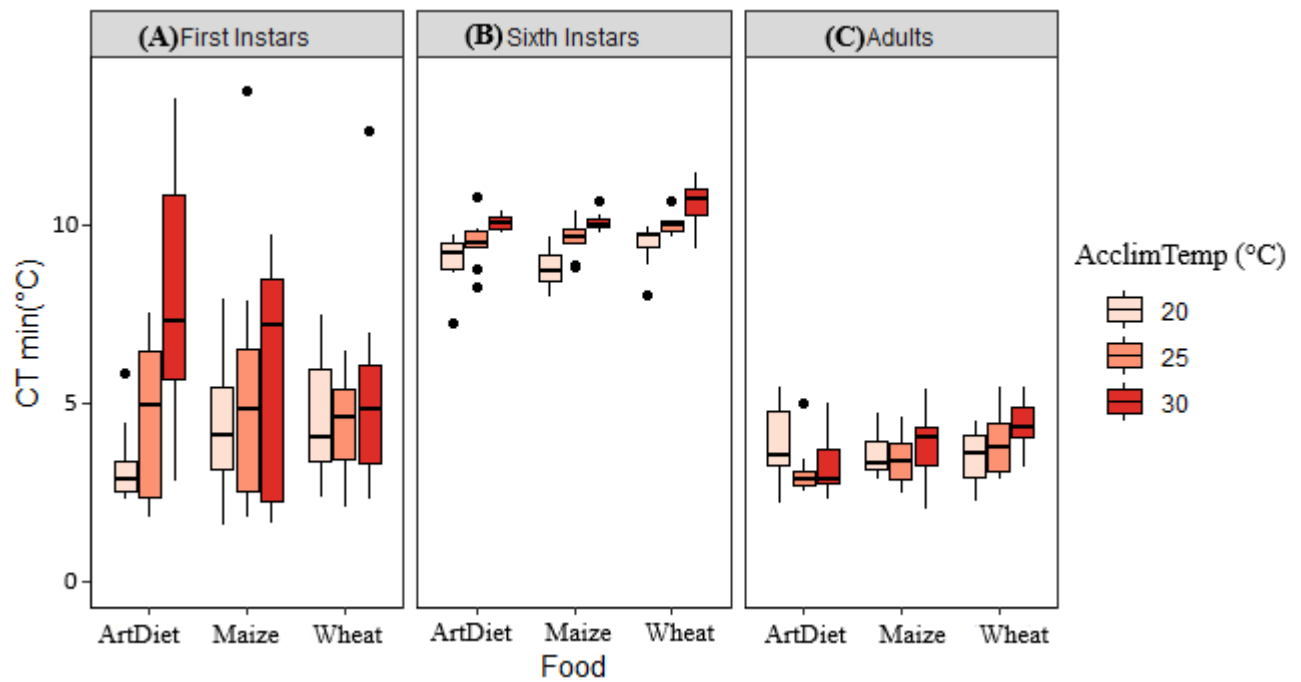 (A)First Instars
(B)Sixth Instars
(C)Adults
CT min(°C)
10
5
0
ArtDiet Maize Wheat
ArtDiet Maize Wheat
ArtDiet Maize Wheat
Food
AcclimTemp (°C)
20
25
30